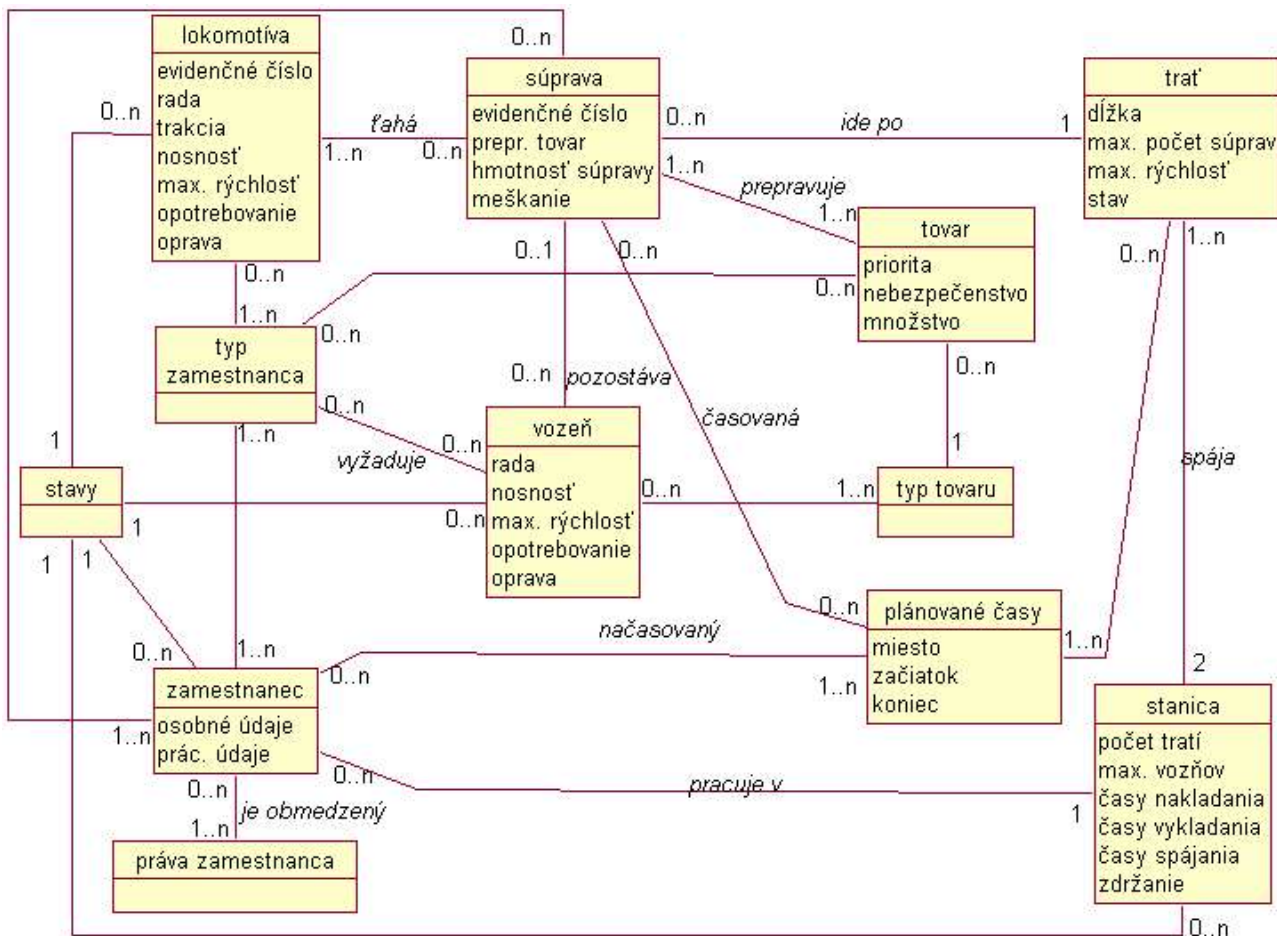 lokomotíva
evidenčné číslo
rada
trakcia
nosnosť
max. rýchlosť
opotrebovanie
oprava
0..n
0..n
ťahá
1..n
0..n
súprava
evidenčné číslo
prepr. tovar
hmotnosť súpravy
meškanie
0..n
ide po
1
1..n
prepravuje
1..n
trať
dĺžka
max. počet súprav
max. rýchlosť
stav
tovar
priorita
nebezpečenstvo
množstvo
0..n
0..n
1..n
0..n
0..1
0..n
0..n
1..n
typ
zamestnanca
0..n
0..n
1..n
vyžaduje
0..n
pozostáva
časovaná
0..n
1
spája
vozeň
rada
nosnosť
max. rýchlosť
opotrebovanie
oprava
0..n
1..n
typ tovaru
1
stavy
1
0..n
1
1
0..n
1..n
načasovaný
0..n
0..n
1..n
plánované časy
miesto
začiatok
koniec
1..n
2
zamestnanec
osobné údaje
prác. údaje
1..n
0..n
pracuje v
1
stanica
počet tratí
max. vozňov
časy nakladania
časy vykladania
časy spájania
zdržanie
0..n
0..n
je obmedzený
1..n
práva zamestnanca